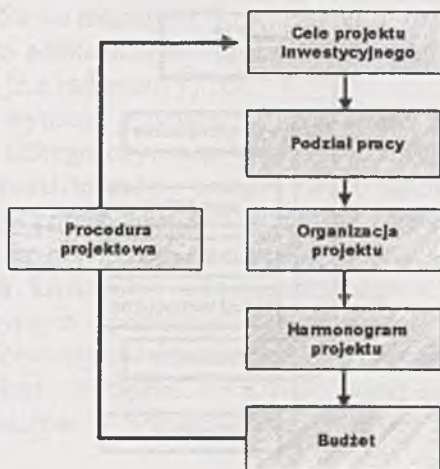 Cele projektu
Inwestycyjnego
Podział pracy
Procedura
projektowa
Organizacja
projektu
Harmonogram
projektu
Budżet